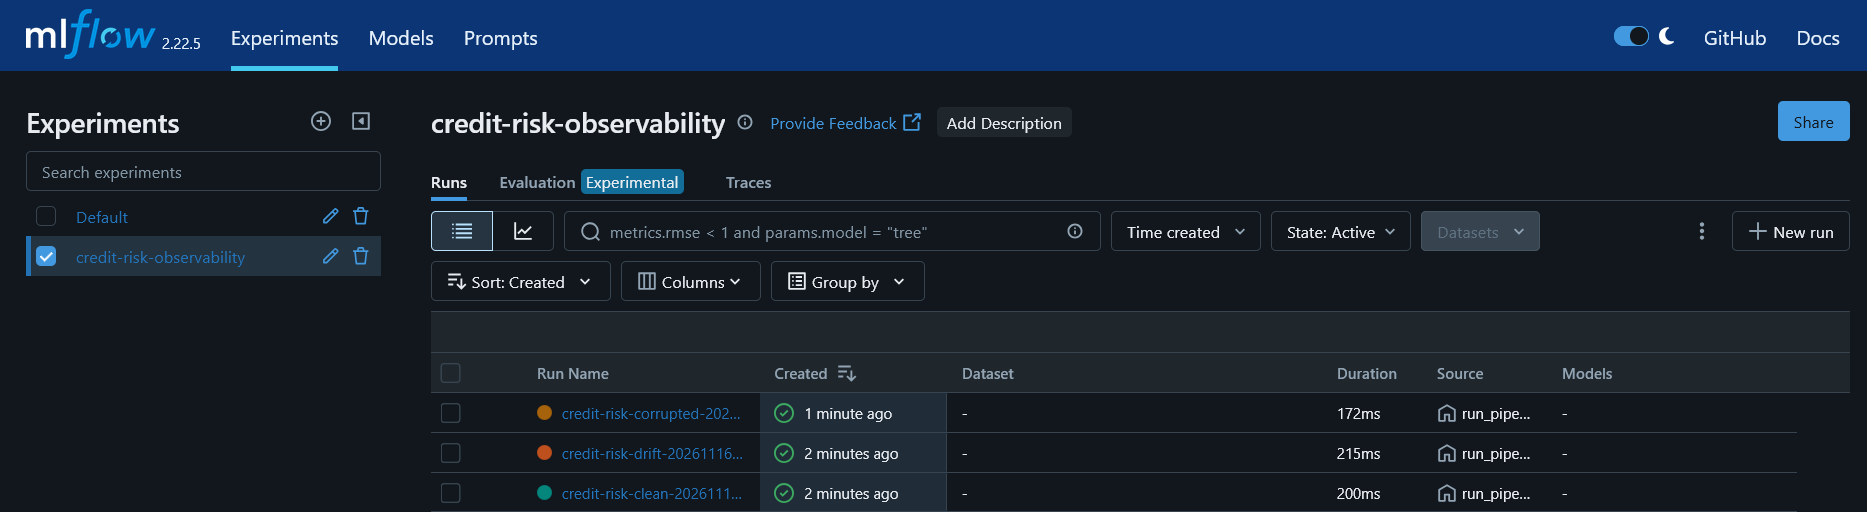 mlflow 2.22.5 Experiments Models Prompts GitHub Docs
Experiments
Search experiments
Default
credit-risk-observability
credit-risk-observability Provide Feedback Add Description Share
Runs Evaluation Experimental Traces
metrics.rmse < 1 and params.model = "tree" Time created State: Active Datasets New run
Sort: Created Columns Group by
Run Name Created Dataset Duration Source Models
credit-risk-corrupted-202... 1 minute ago - 172ms run_pipe... -
credit-risk-drift-20261116... 2 minutes ago - 215ms run_pipe... -
credit-risk-clean-2026111... 2 minutes ago - 200ms run_pipe... -